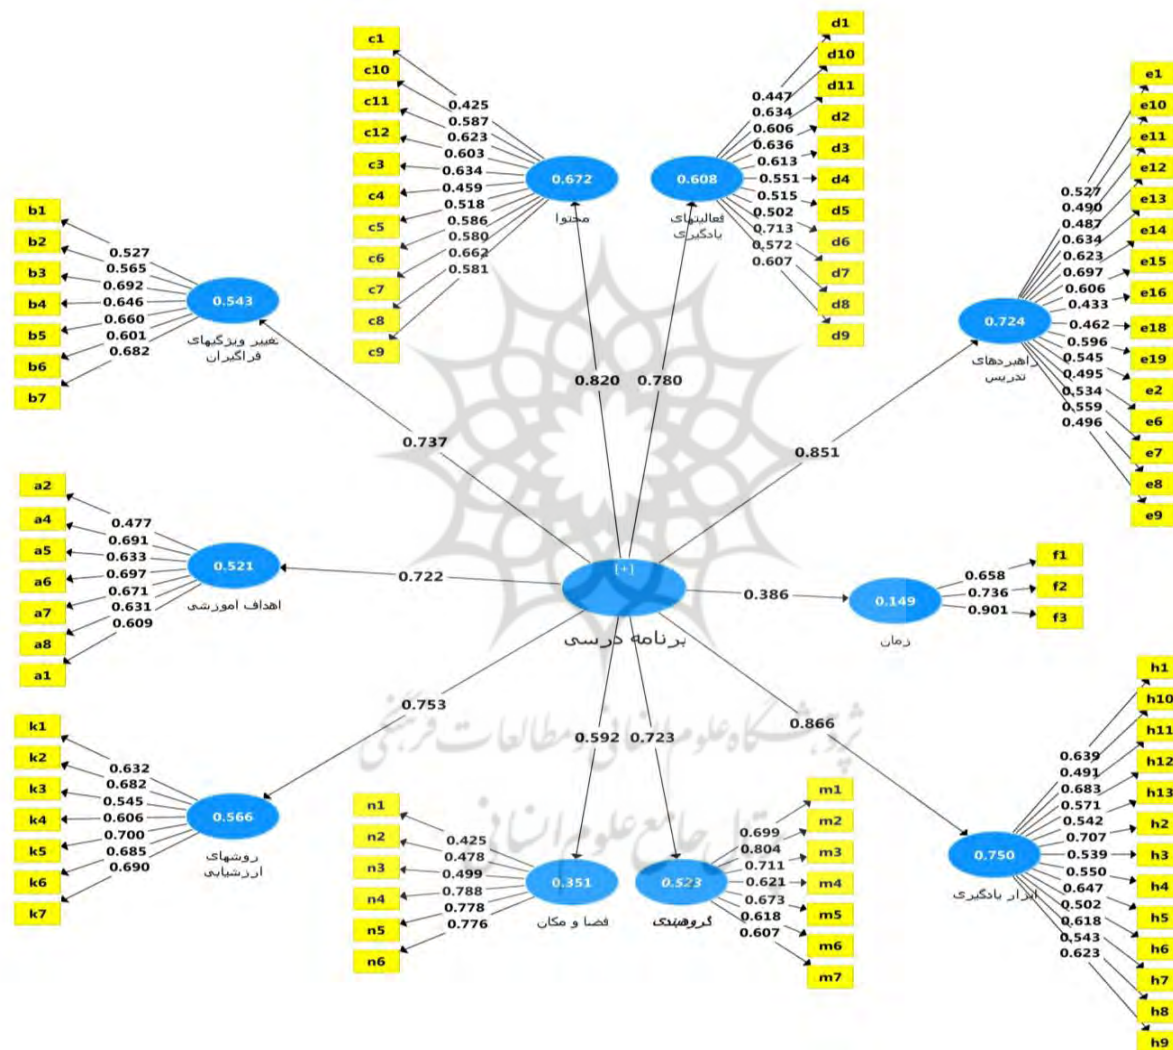 c1
c10
c11
c12
c3
c4
c5
c6
c7
c8
c9
0.425
0.587
0.623
0.603
0.634
0.459
0.518
0.586
0.580
0.662
0.581
0.672
محتوا
d1
d10
d11
d2
d3
d4
d5
d6
d7
d8
d9
0.447
0.634
0.606
0.636
0.613
0.551
0.515
0.502
0.713
0.572
0.607
0.608
فعالیتهای
یادگیری
e1
e10
e11
e12
e13
e14
e15
e16
e18
e19
e2
e6
e7
e8
e9
0.527
0.490
0.487
0.634
0.623
0.697
0.606
0.433
0.462
0.596
0.545
0.495
0.534
0.559
0.496
0.724
راهبردهای
تدریس
b1
b2
b3
b4
b5
b6
b7
0.527
0.565
0.692
0.646
0.660
0.601
0.682
0.543
تغییر ویژگیهای
فراگیران
0.820
0.780
0.737
0.851
a2
a4
a5
a6
a7
a8
a1
0.477
0.691
0.633
0.697
0.671
0.631
0.609
0.521
اهداف اموزشی
0.722
[+]
برنامه درسی
0.386
0.149
زمان
0.658
0.736
0.901
f1
f2
f3
0.753
0.592
0.723
0.866
پژوهشگاه علوم انسانی و مطالعات فرهنگی
پرتال جامع علوم انسانی
k1
k2
k3
k4
k5
k6
k7
0.632
0.682
0.545
0.606
0.700
0.685
0.690
0.566
روشهای
ارزشیابی
n1
n2
n3
n4
n5
n6
0.425
0.478
0.499
0.788
0.778
0.776
0.351
فضا و مکان
m1
m2
m3
m4
m5
m6
m7
0.699
0.804
0.711
0.621
0.673
0.618
0.607
0.523
گروهبندی
h1
h10
h11
h12
h13
h2
h3
h4
h5
h6
h7
h8
h9
0.639
0.491
0.683
0.571
0.542
0.707
0.539
0.550
0.647
0.502
0.618
0.543
0.623
0.750
ابزار یادگیری